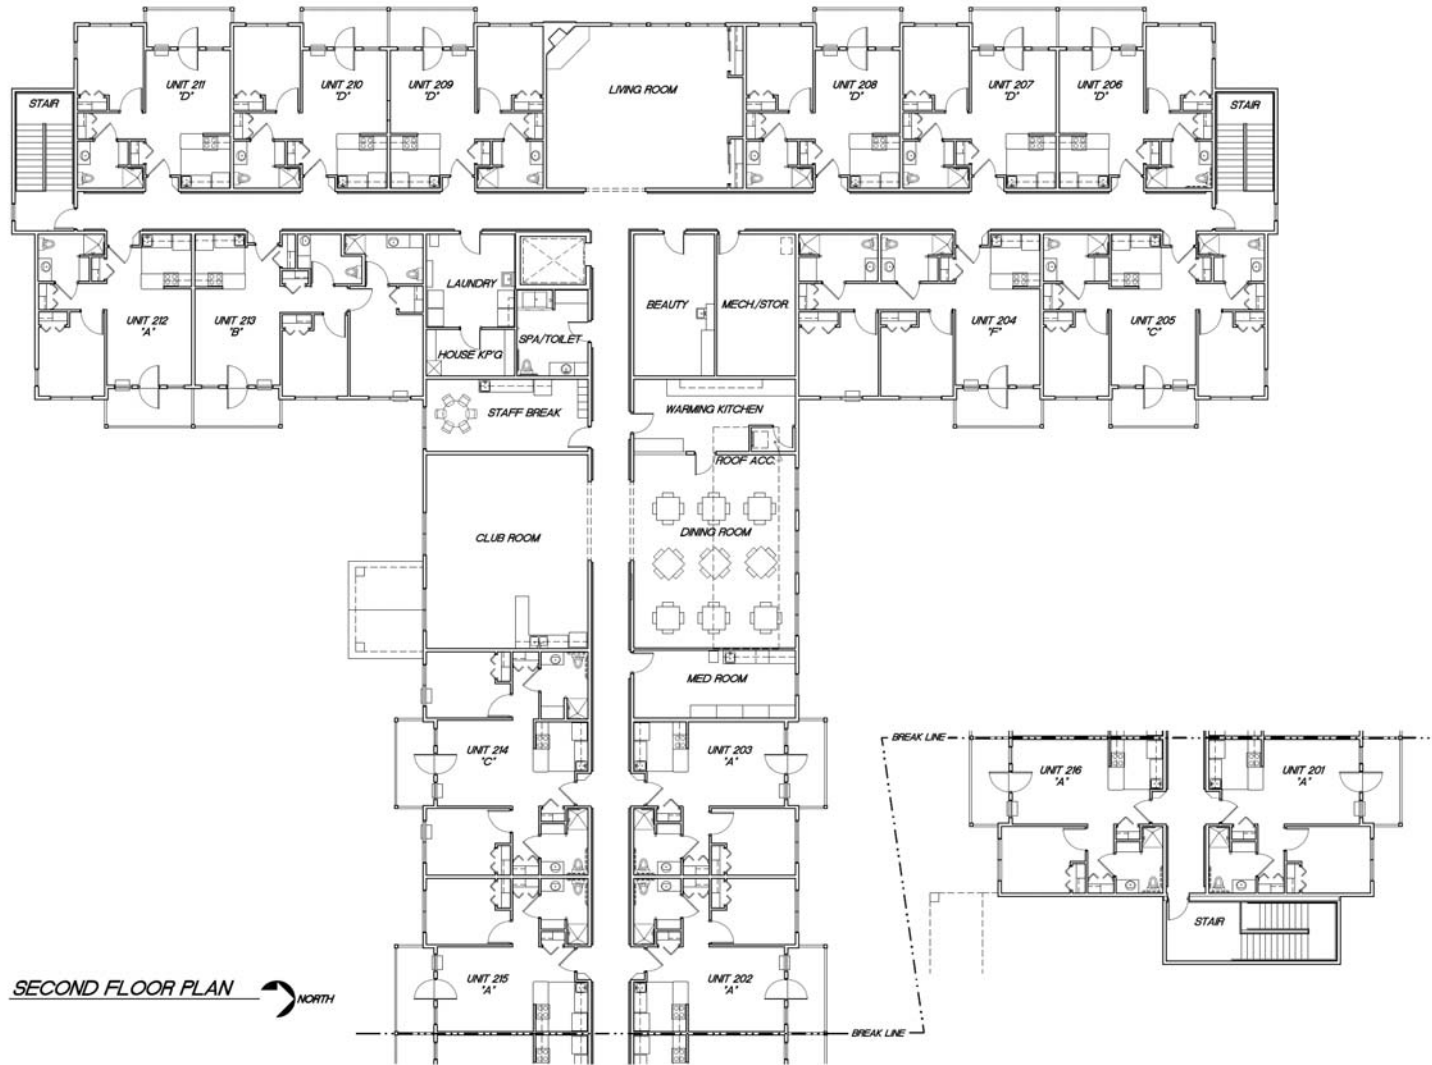 UNIT 211
"D"
UNIT 210
"D"
UNIT 209
"D"
LIVING ROOM
UNIT 208
"D"
UNIT 207
"D"
UNIT 206
"D"
STAIR
STAIR
UNIT 212
"A"
UNIT 213
"B"
LAUNDRY
HOUSE KP'G
SPA/TOILET
BEAUTY
MECH./STOR.
UNIT 204
"F"
UNIT 205
"C"
STAFF BREAK
WARMING KITCHEN
ROOF ACC.
CLUB ROOM
DINING ROOM
MED ROOM
UNIT 214
"C"
UNIT 203
"A"
BREAK LINE
UNIT 216
"A"
UNIT 201
"A"
STAIR
UNIT 215
"A"
UNIT 202
"A"
SECOND FLOOR PLAN
NORTH
BREAK LINE